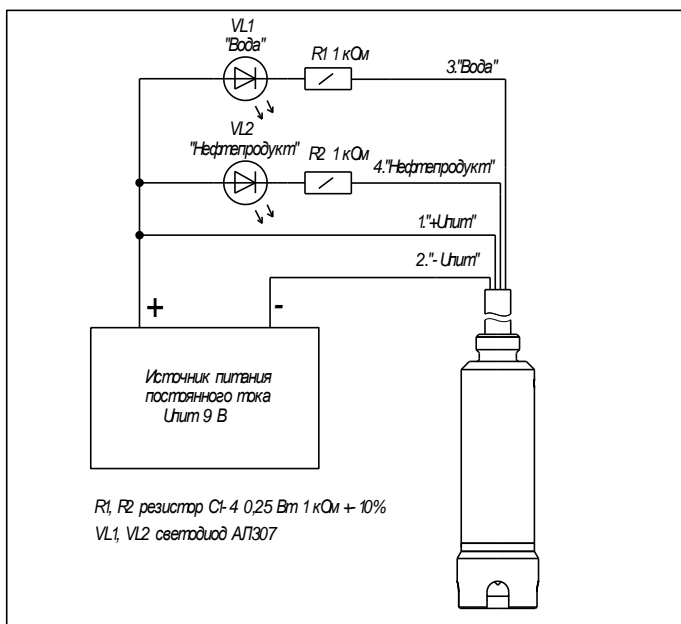 VL1
"Вода"
R1 1 кОм
3."Вода"
VL2
"Нефтепродукт"
R2 1 кОм
4."Нефтепродукт"
1."+Uпит"
2."- Uпит"
+
-
Источник питания
постоянного тока
Uпит 9 В
R1, R2 резистор С1-4 0,25 Вт 1 кОм +- 10%
VL1, VL2 светодиод АЛ307